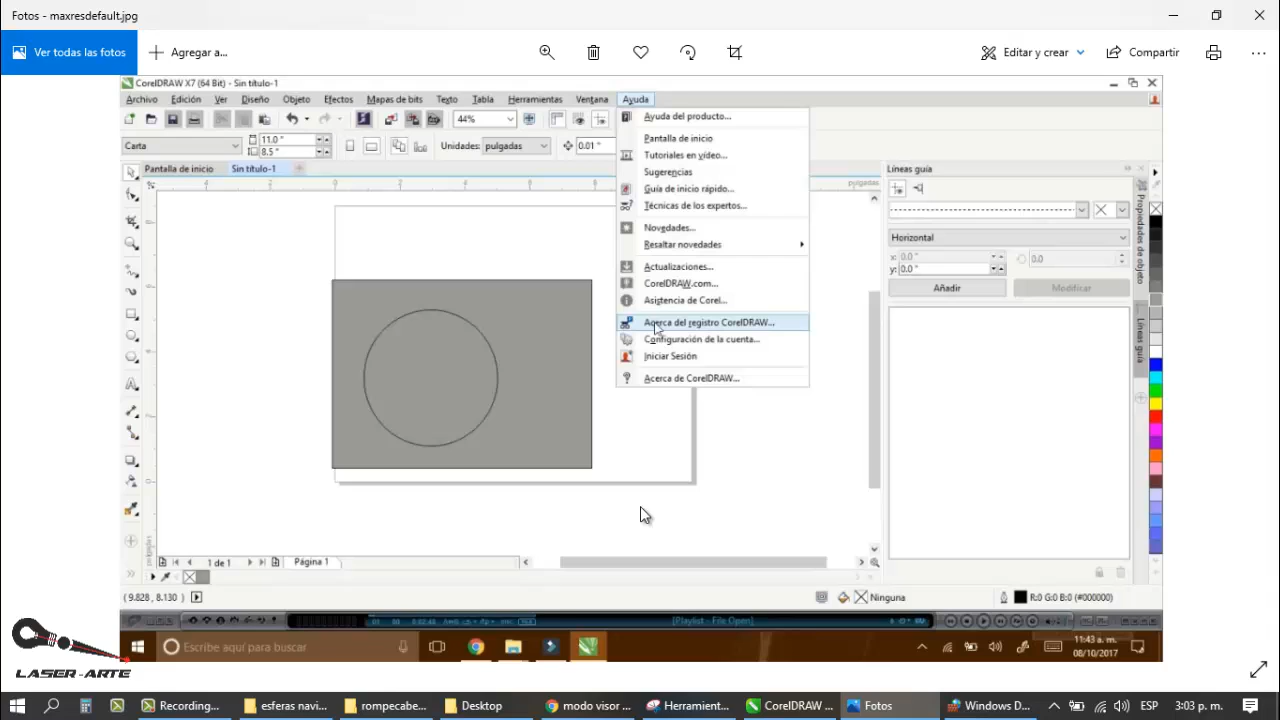 Fotos - maxresdefault.jpg
Ver todas las fotos
Agregar a...
Editar y crear
Compartir
CorelDRAW X7 (64 Bit) - Sin título-1
Archivo Edición Ver Diseño Objeto Efectos Mapas de bits Texto Tabla Herramientas Ventana Ayuda
44%
Carta
11.0 "
8.5 "
Unidades: pulgadas
0.01 "
Pantalla de inicio
Sin título-1
Ayuda del producto...
Pantalla de inicio
Tutoriales en vídeo...
Sugerencias
Guía de inicio rápido...
Técnicas de los expertos...
Novedades...
Resaltar novedades
Actualizaciones...
CorelDRAW.com...
Asistencia de Corel...
Acerca del registro CorelDRAW...
Configuración de la cuenta...
Iniciar Sesión
Acerca de CorelDRAW...
pulgadas
Líneas guía
Horizontal
x: 0.0 "
y: 0.0 "
0.0
Añadir
Modificar
Propiedades de objeto
Líneas guía
1 de 1
Página 1
( 9.828 , 8.130 )
Ninguna
R:0 G:0 B:0 (#000000)
[Playlist - File Open]
Escribe aquí para buscar
11:43 a. m.
08/10/2017
LASER-ARTE
Recording...
esferas navi...
rompecabe...
Desktop
modo visor ...
Herramient...
CorelDRAW ...
Fotos
Windows D...
ESP
3:03 p. m.